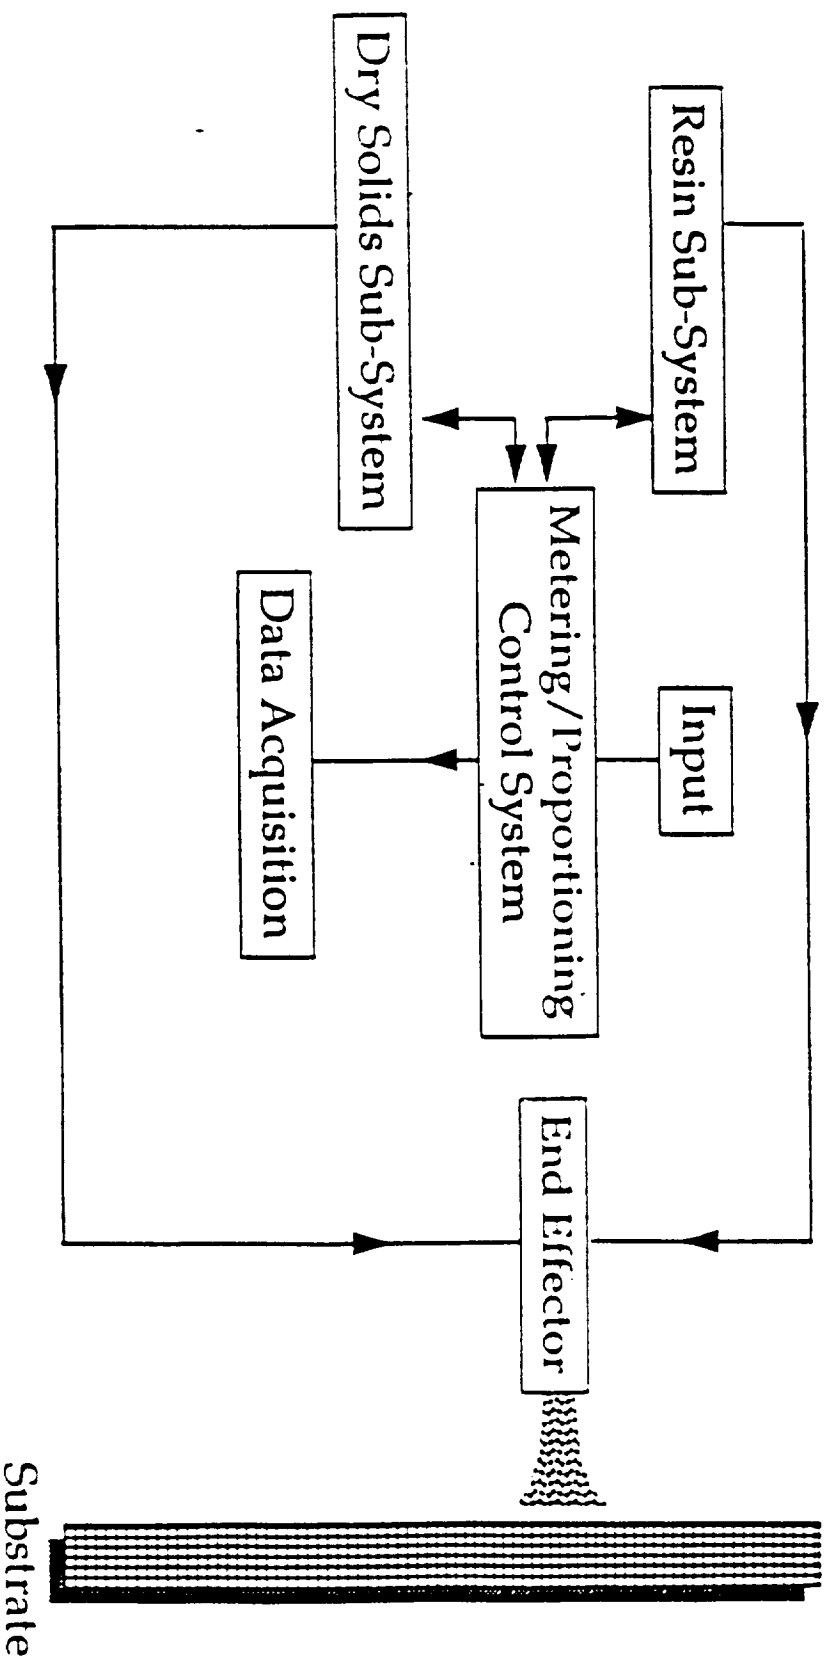 Resin Sub-System
Input
Metering/Proportioning
Control System
End Effector
Dry Solids Sub-System
Data Acquisition
Substrate